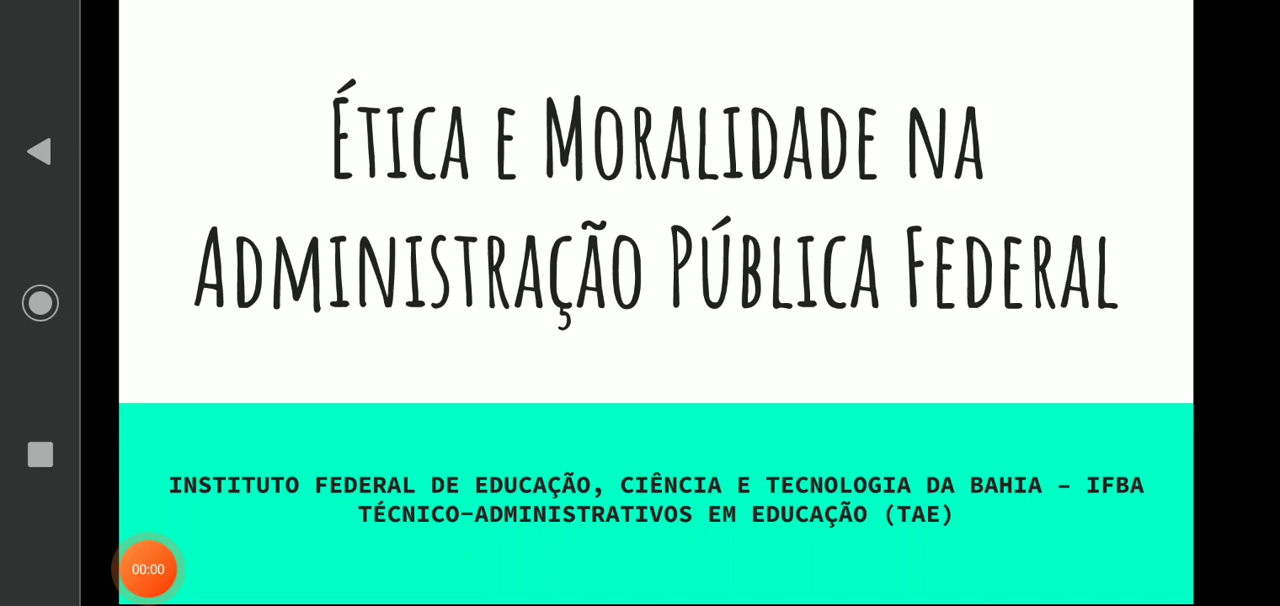 Ética e Moralidade na
Administração Pública Federal
INSTITUTO FEDERAL DE EDUCAÇÃO, CIÊNCIA E TECNOLOGIA DA BAHIA – IFBA
TÉCNICO-ADMINISTRATIVOS EM EDUCAÇÃO (TAE)
00:00